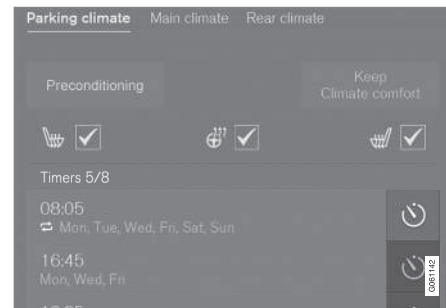 Parking climate Main climate Rear climate
Preconditioning
Keep
Climate comfort
Timers 5/8
08:05
Mon, Tue, Wed, Fri, Sat, Sun
16:45
Mon, Wed, Fri
G061142